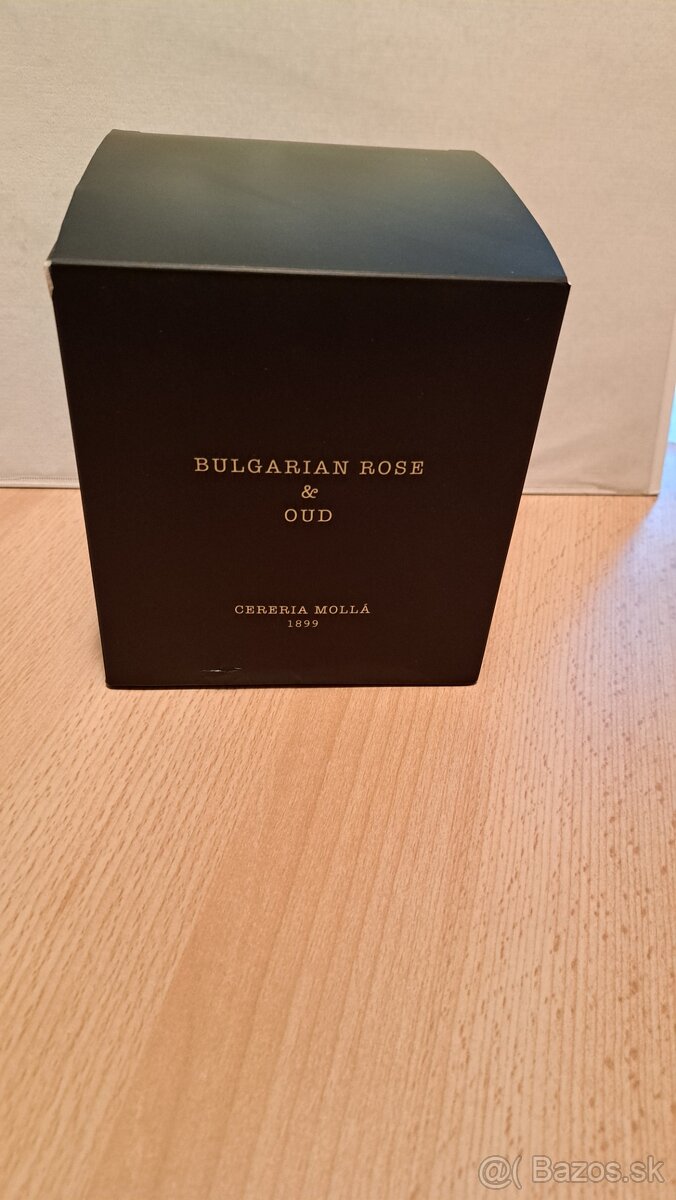 BULGARIAN ROSE
&
OUD
CERERIA MOLLÁ
1899
@( Bazos.sk